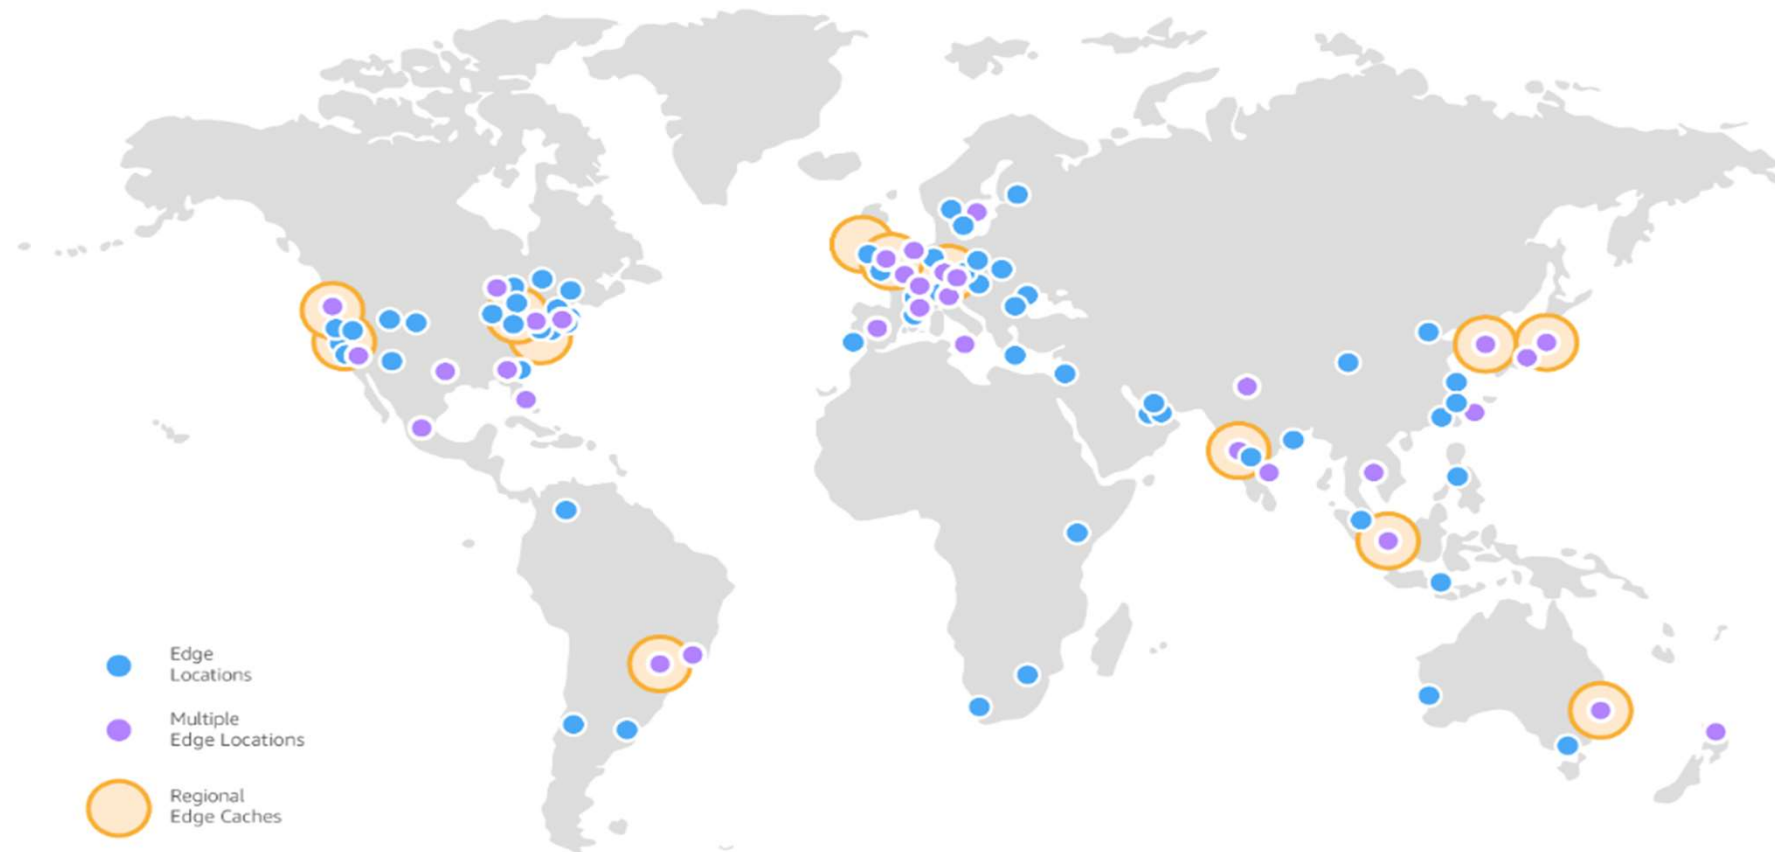 Edge
Locations
Multiple
Edge Locations
Regional
Edge Caches